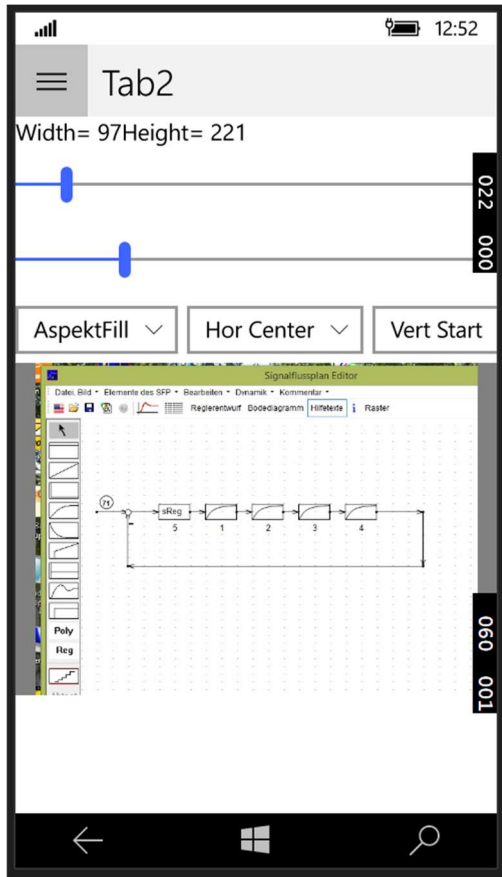 12:52
Tab2
Width= 97Height= 221
022
000
AspektFill
Hor Center
Vert Start
Signalflussplan Editor
Datei, Bild Elemente des SFP Bearbeiten Dynamik Kommentar
Reglerentwurf Bodediagramm Hilfetexte i Raster
71
sReg
5 1 2 3 4
Poly
Reg
060
001